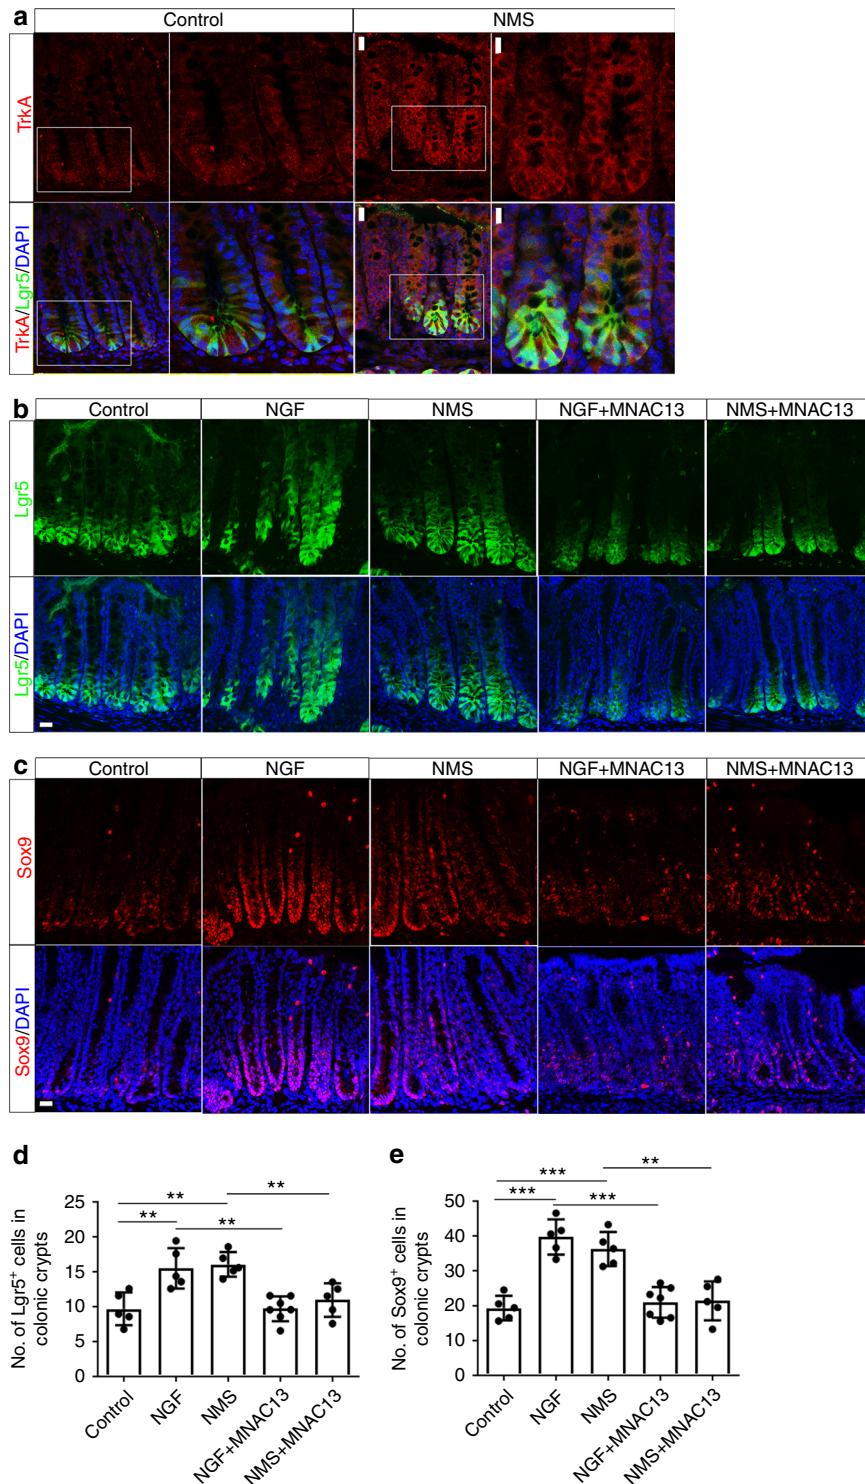 a
Control
NMS
TrkA
TrkA/Lgr5/DAPI
b
Control
NGF
NMS
NGF+MNAC13
NMS+MNAC13
Lgr5
Lgr5/DAPI
c
Control
NGF
NMS
NGF+MNAC13
NMS+MNAC13
Sox9
Sox9/DAPI
d
No. of Lgr5⁺ cells in
colonic crypts
25
20
15
10
5
0
**
**
**
**
Control
NGF
NMS
NGF+MNAC13
NMS+MNAC13
e
No. of Sox9⁺ cells in
colonic crypts
50
40
30
20
10
0
**
***
***
***
Control
NGF
NMS
NGF+MNAC13
NMS+MNAC13